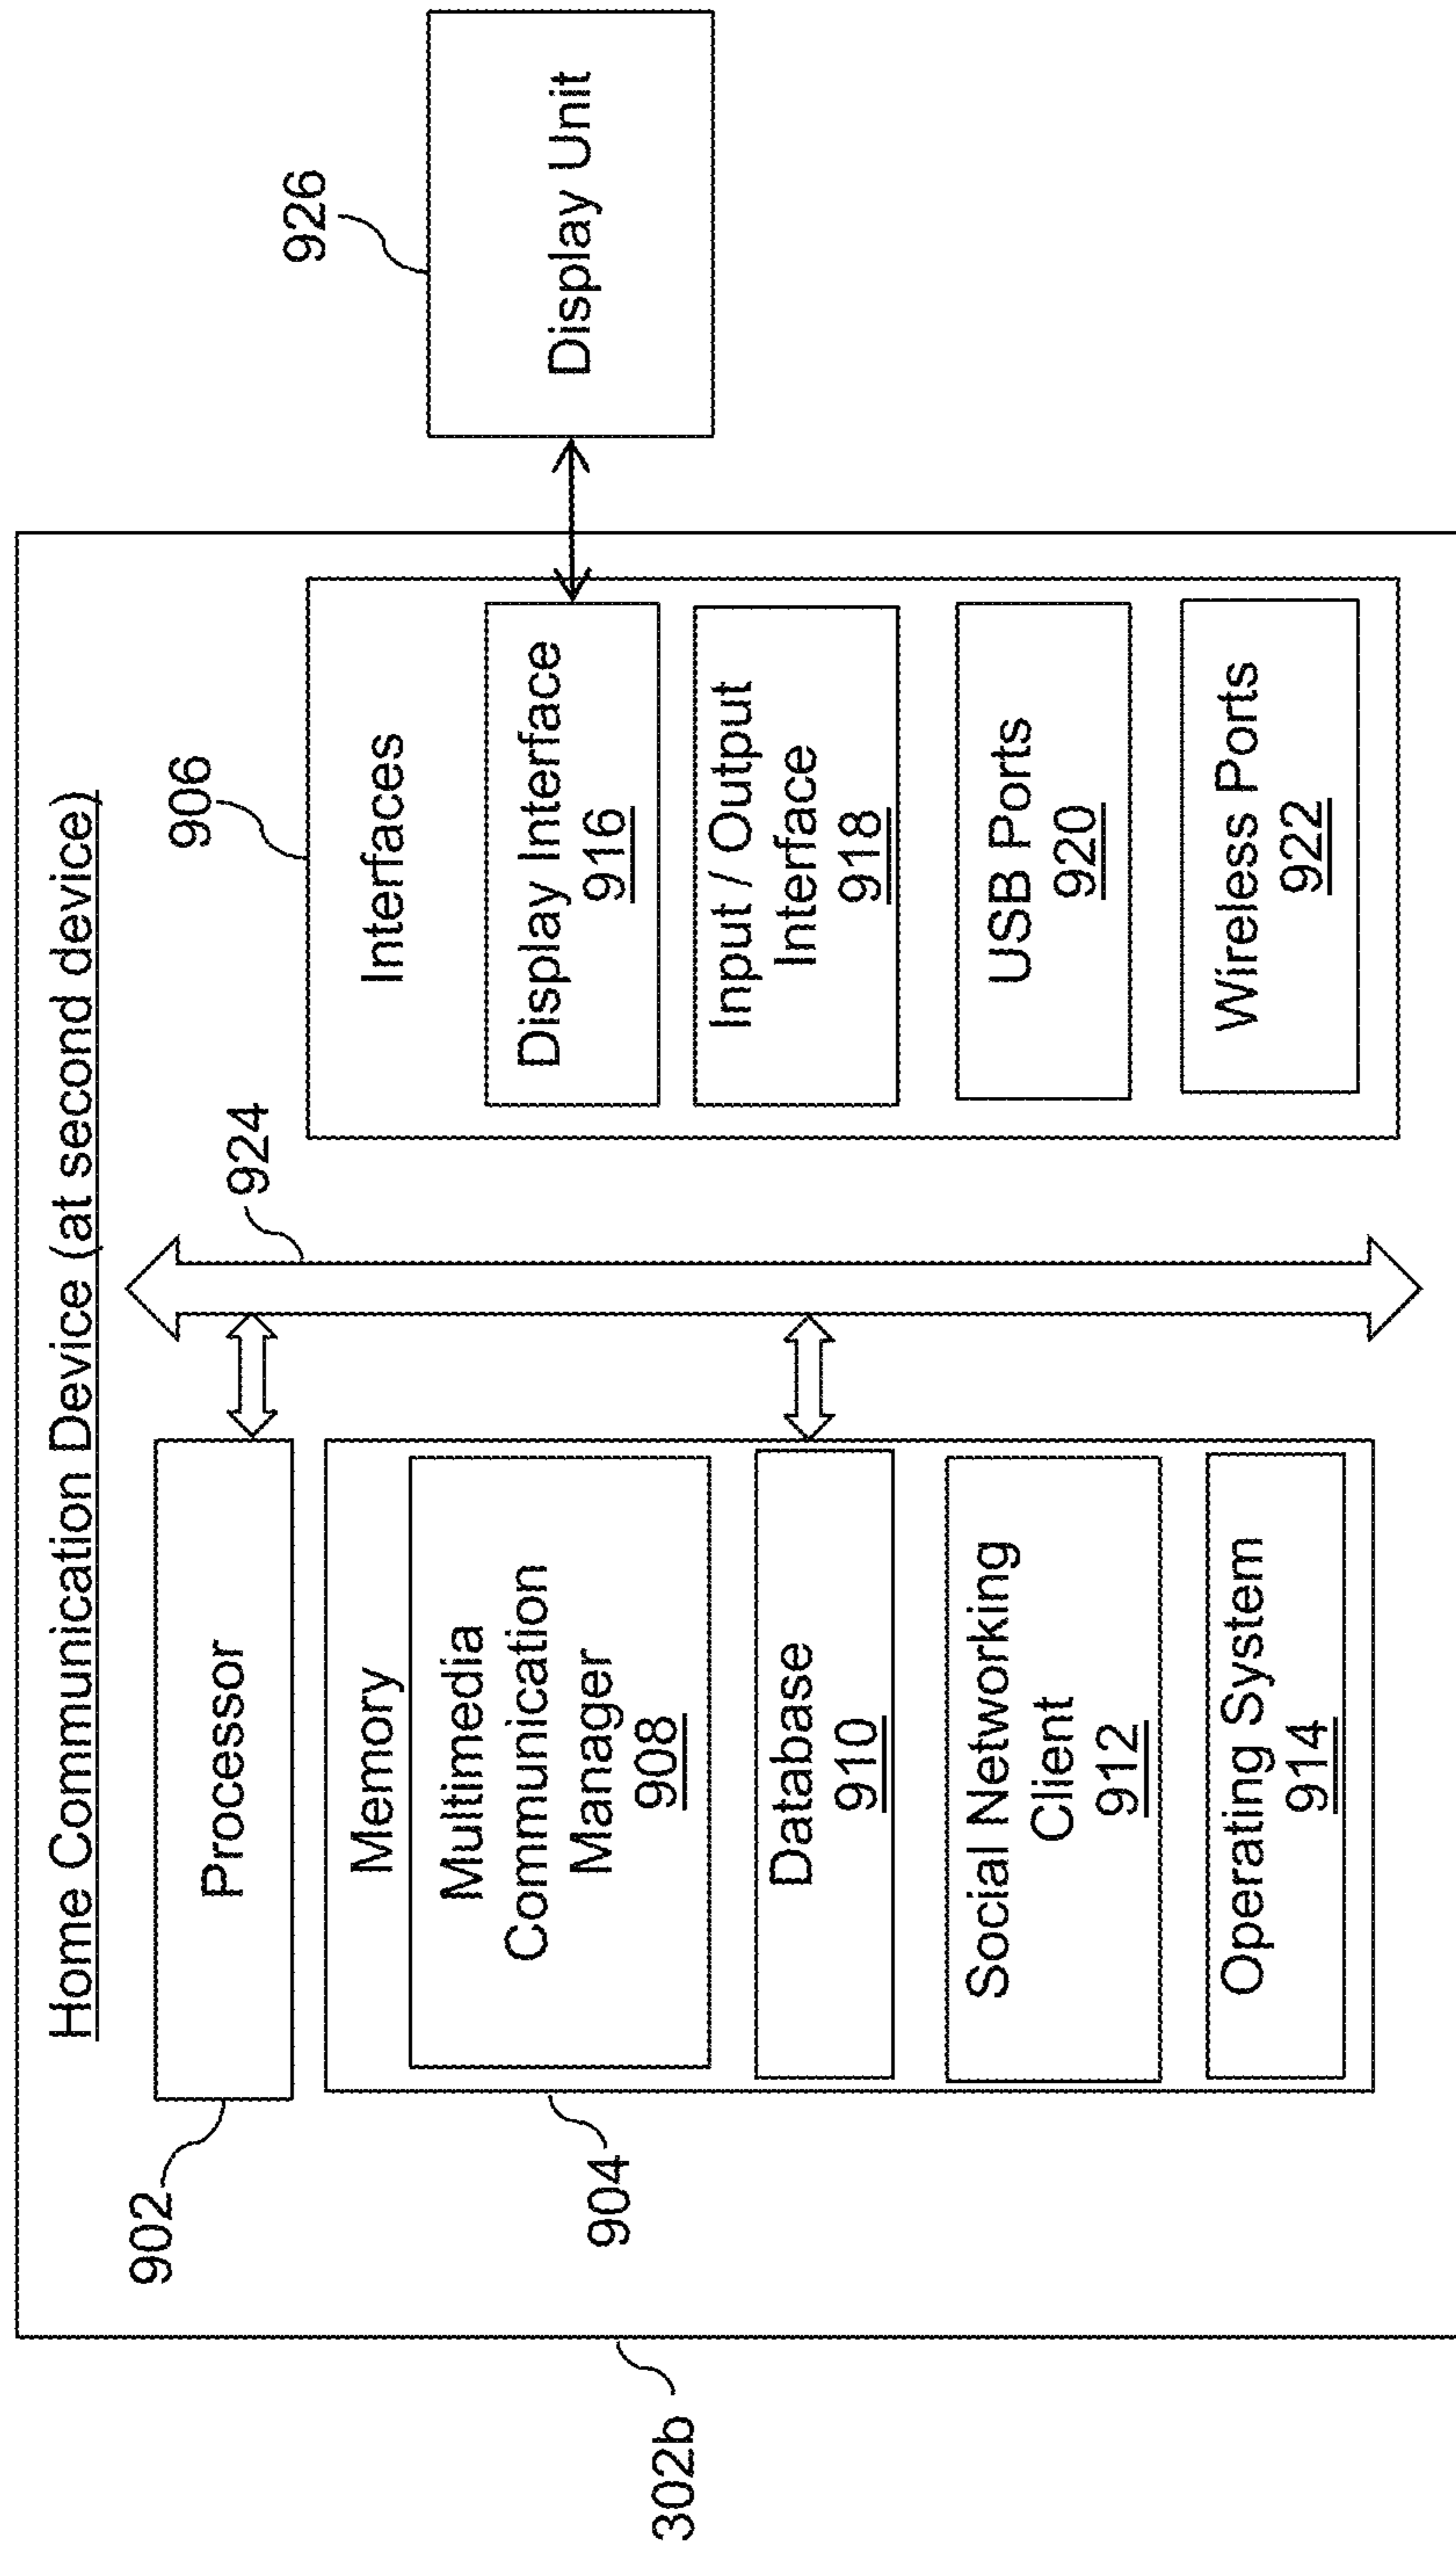 Home Communication Device (at second device)
302b
902
Processor
904
Memory
Multimedia
Communication
Manager
908
Database
910
Social Networking
Client
912
Operating System
914
924
906
Interfaces
Display Interface
916
Input / Output
Interface
918
USB Ports
920
Wireless Ports
922
926
Display Unit